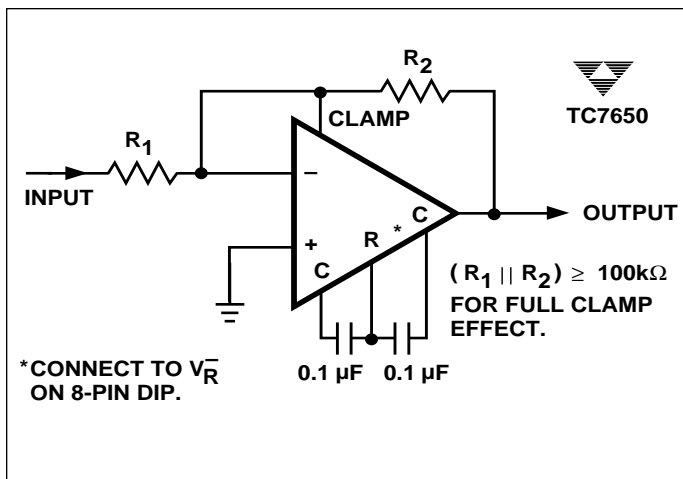 R2
TC7650
CLAMP
R1
INPUT
−
+
C
R
*
C
OUTPUT
( R1 || R2 ) ≥ 100kΩ
FOR FULL CLAMP
EFFECT.
*CONNECT TO V‾R
ON 8-PIN DIP.
0.1 µF
0.1 µF